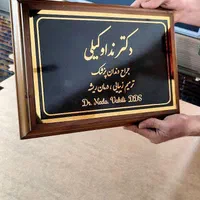 دکتر ندا وکیلی
جراح دندانپزشک
ترمیم زیبایی ، درمان ریشه
Dr. Neda Vakili DDS